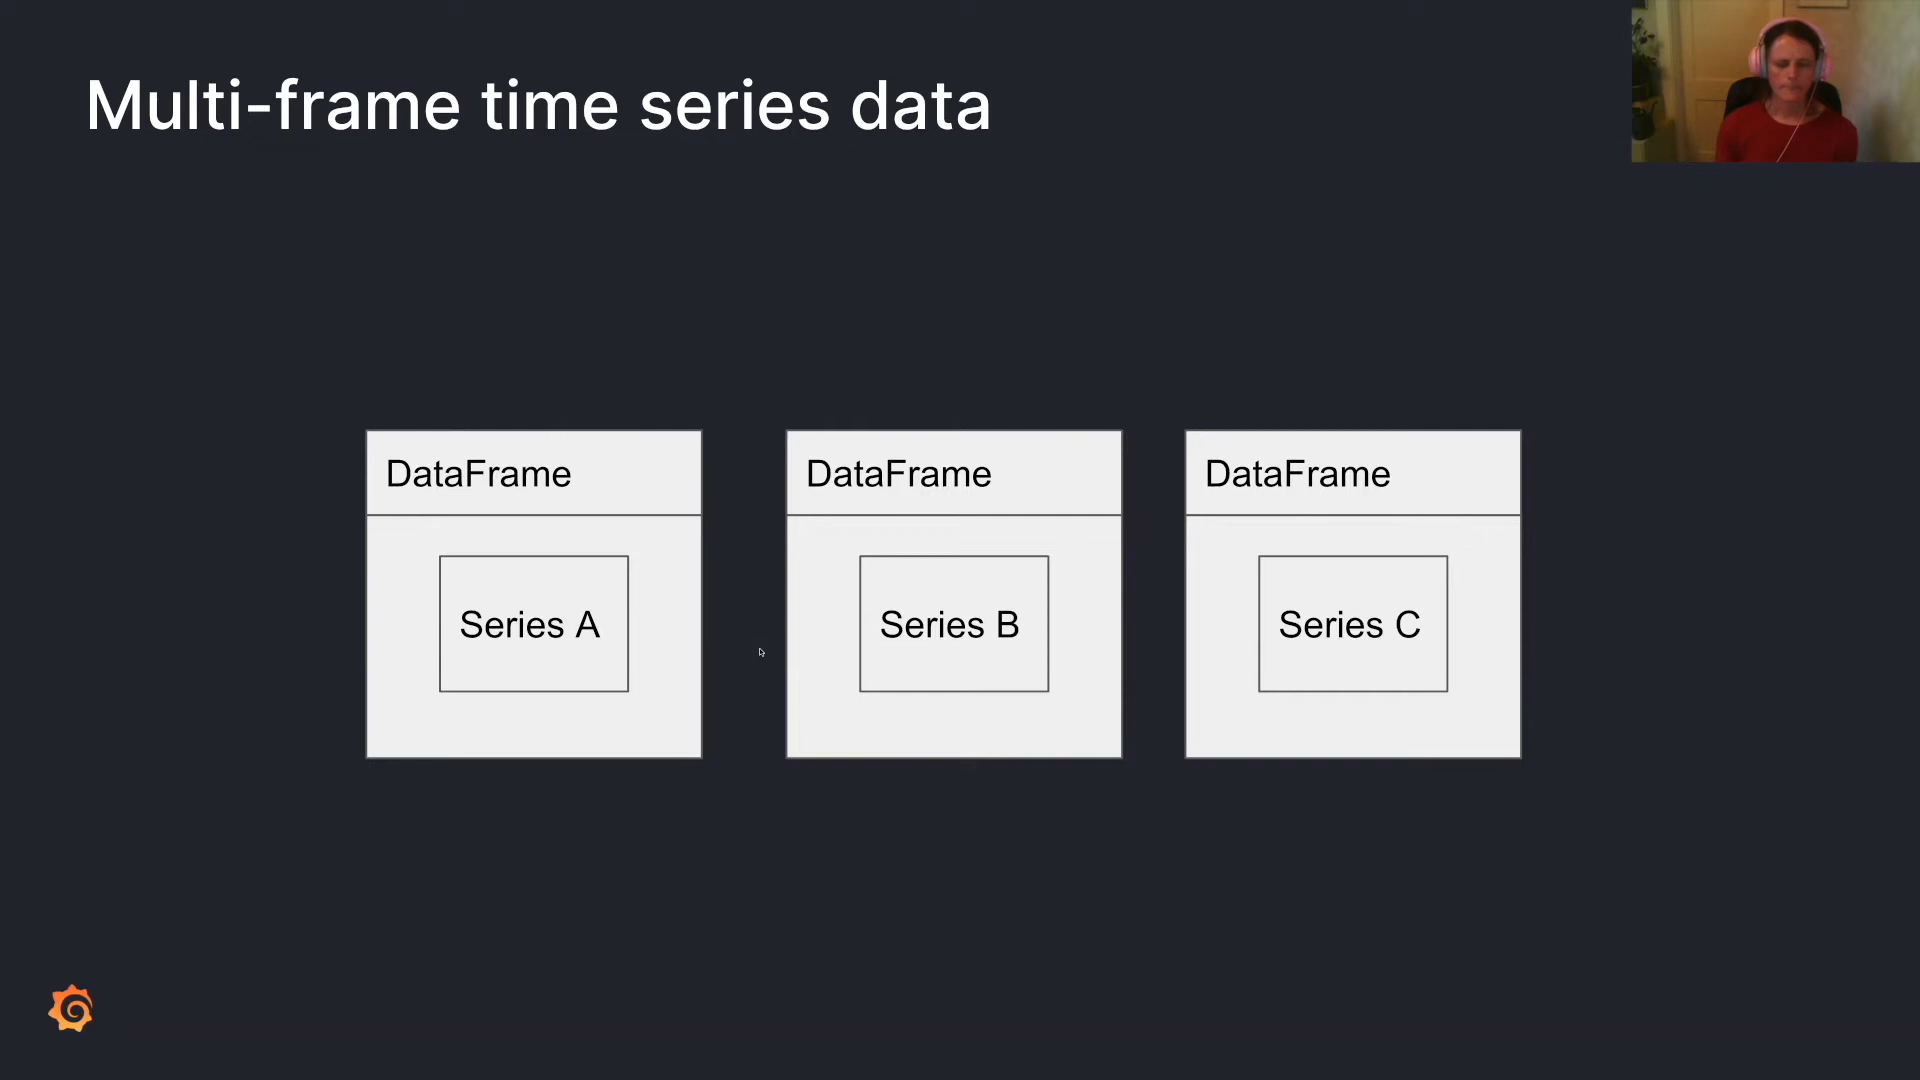 Multi-frame time series data
DataFrame
Series A
DataFrame
Series B
DataFrame
Series C